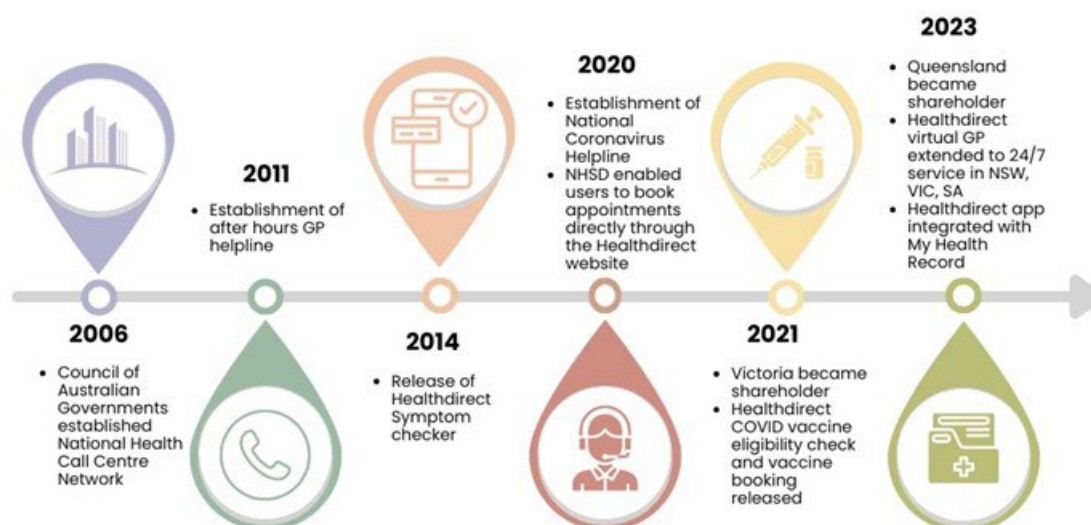 2006
• Council of
Australian
Governments
established
National Health
Call Centre
Network
2011
• Establishment of
after hours GP
helpline
2014
• Release of
Healthdirect
Symptom
checker
2020
• Establishment of
National
Coronavirus
Helpline
• NHSD enabled
users to book
appointments
directly through
the Healthdirect
website
2021
• Victoria became
shareholder
• Healthdirect
COVID vaccine
eligibility check
and vaccine
booking
released
2023
• Queensland
became
shareholder
• Healthdirect
virtual GP
extended to 24/7
service in NSW,
VIC, SA
• Healthdirect app
integrated with
My Health
Record